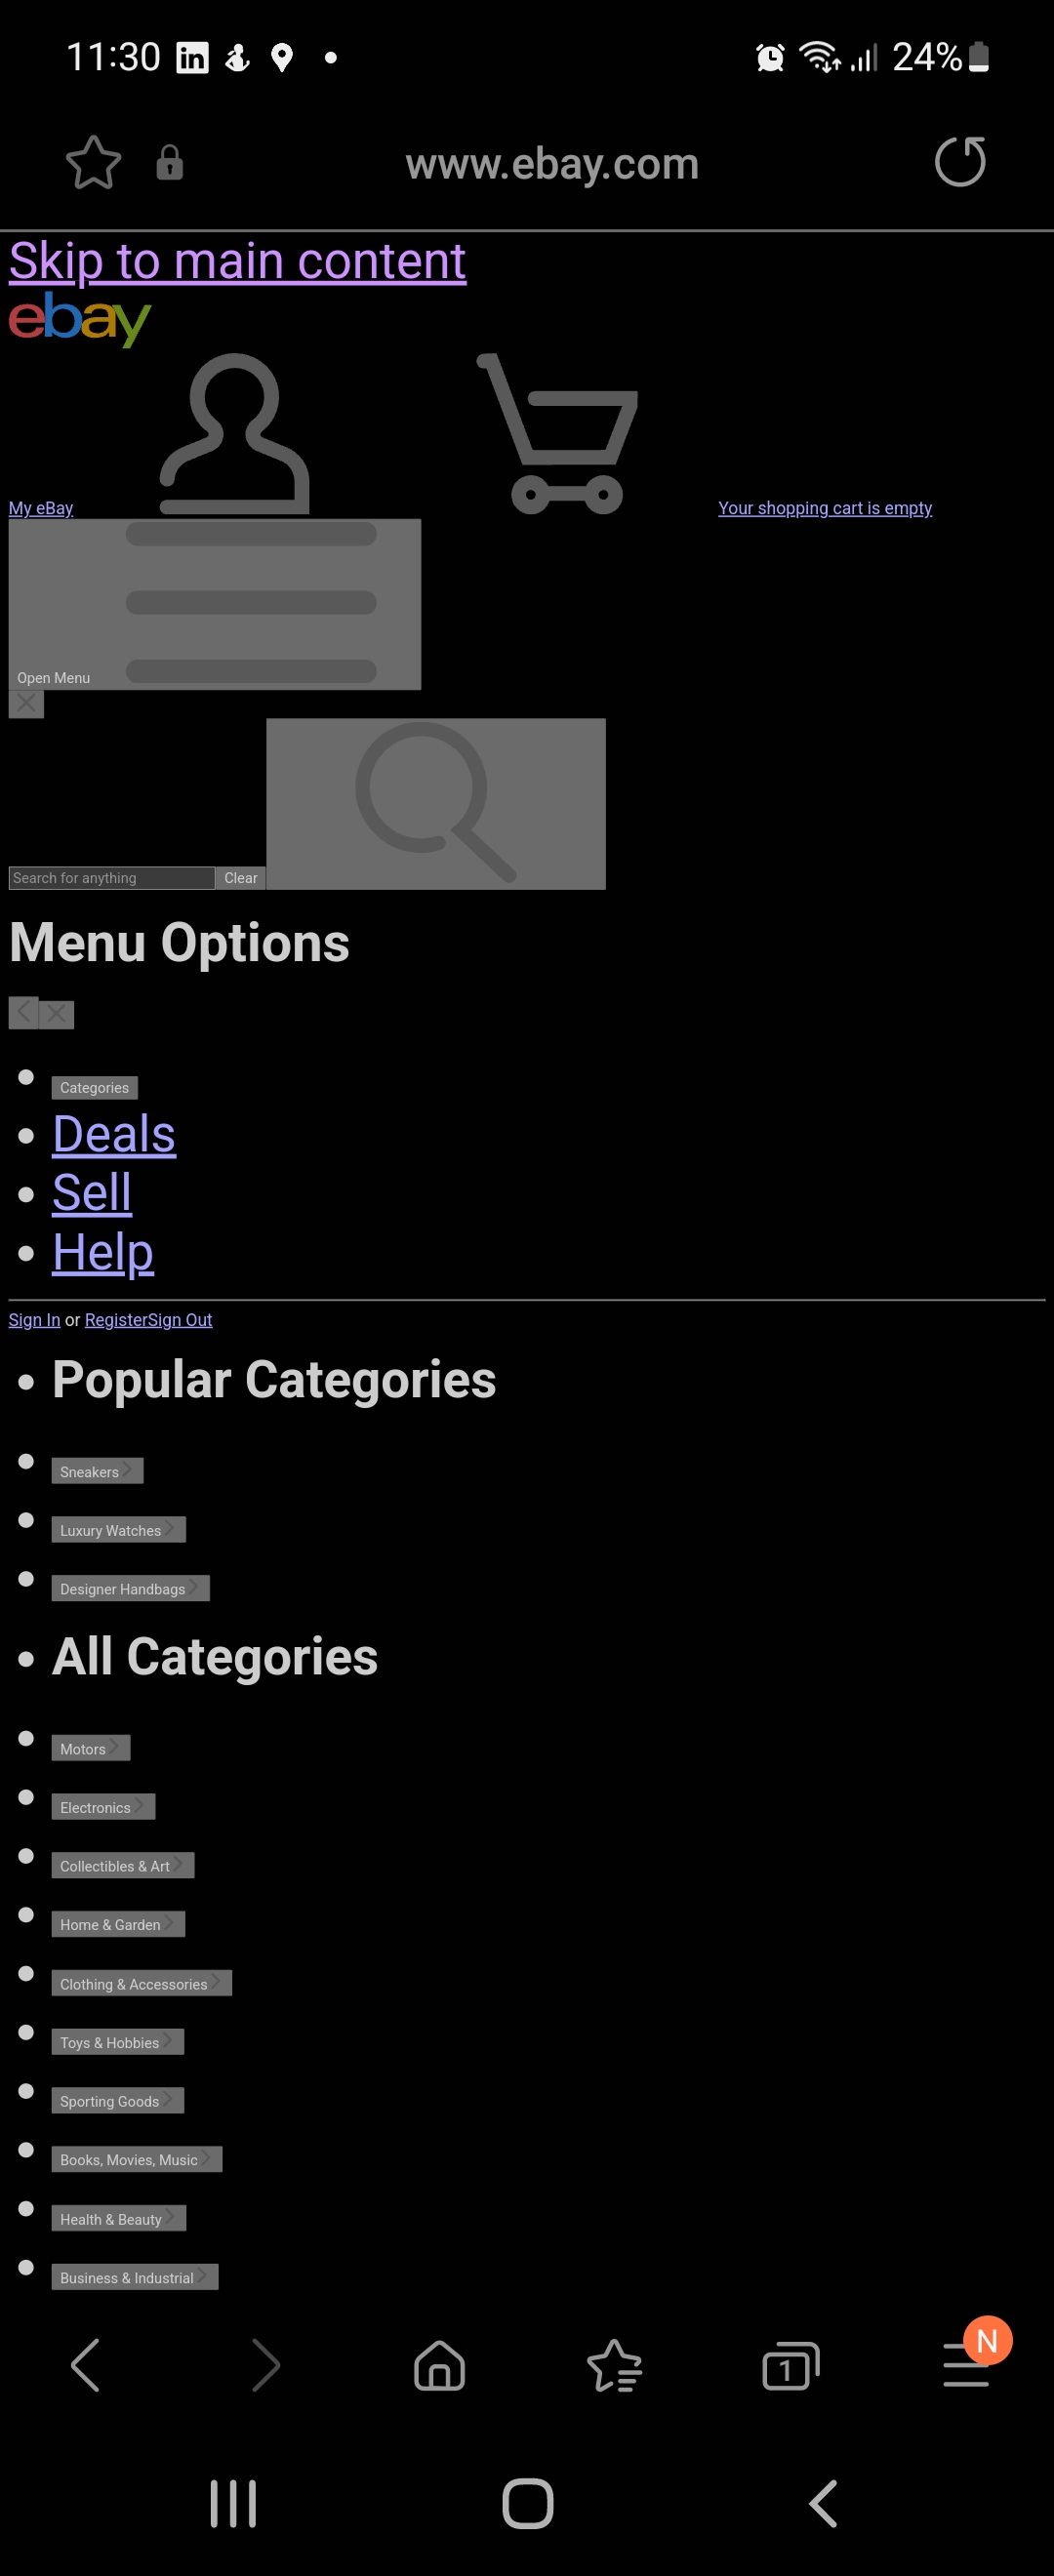 11:30
24%
www.ebay.com
Skip to main content
ebay
My eBay Your shopping cart is empty
Open Menu
Search for anything Clear
Menu Options
Categories
Deals
Sell
Help
Sign In or RegisterSign Out
Popular Categories
Sneakers
Luxury Watches
Designer Handbags
All Categories
Motors
Electronics
Collectibles & Art
Home & Garden
Clothing & Accessories
Toys & Hobbies
Sporting Goods
Books, Movies, Music
Health & Beauty
Business & Industrial
N
1